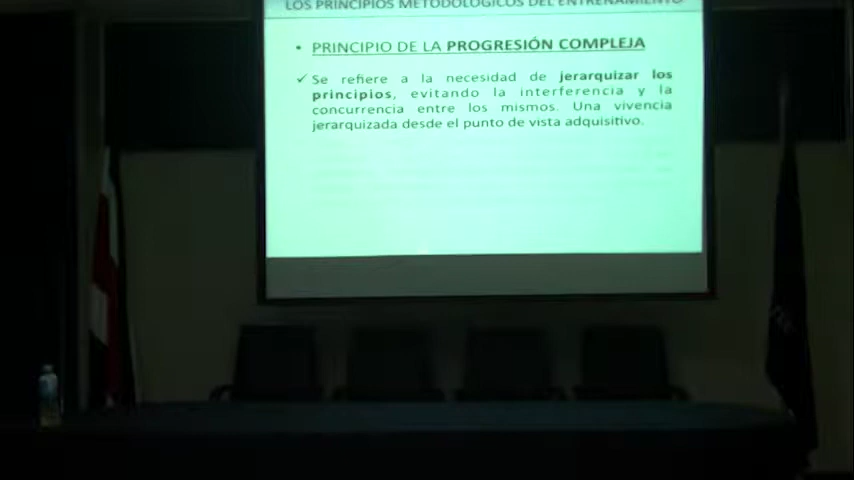 LOS PRINCIPIOS METODOLÓGICOS DEL ENTRENAMIENTO
• PRINCIPIO DE LA PROGRESIÓN COMPLEJA
✓ Se refiere a la necesidad de jerarquizar los
principios, evitando la interferencia y la
concurrencia entre los mismos. Una vivencia
jerarquizada desde el punto de vista adquisitivo.